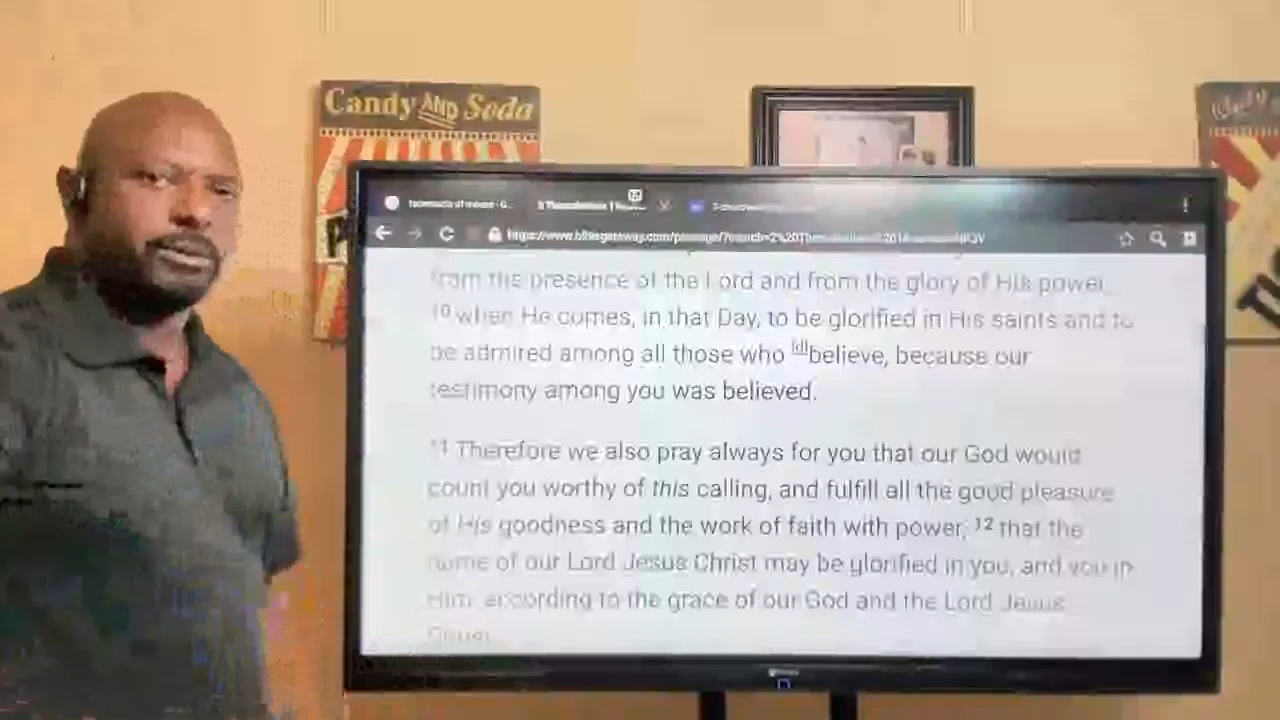 Candy AND Soda
2 Thessalonians 1
from the presence of the Lord and from the glory of His power,
10 when He comes, in that Day, to be glorified in His saints and to
be admired among all those who [d]believe, because our
testimony among you was believed.
11 Therefore we also pray always for you that our God would
count you worthy of this calling, and fulfill all the good pleasure
of His goodness and the work of faith with power, 12 that the
name of our Lord Jesus Christ may be glorified in you, and you in
Him, according to the grace of our God and the Lord Jesus